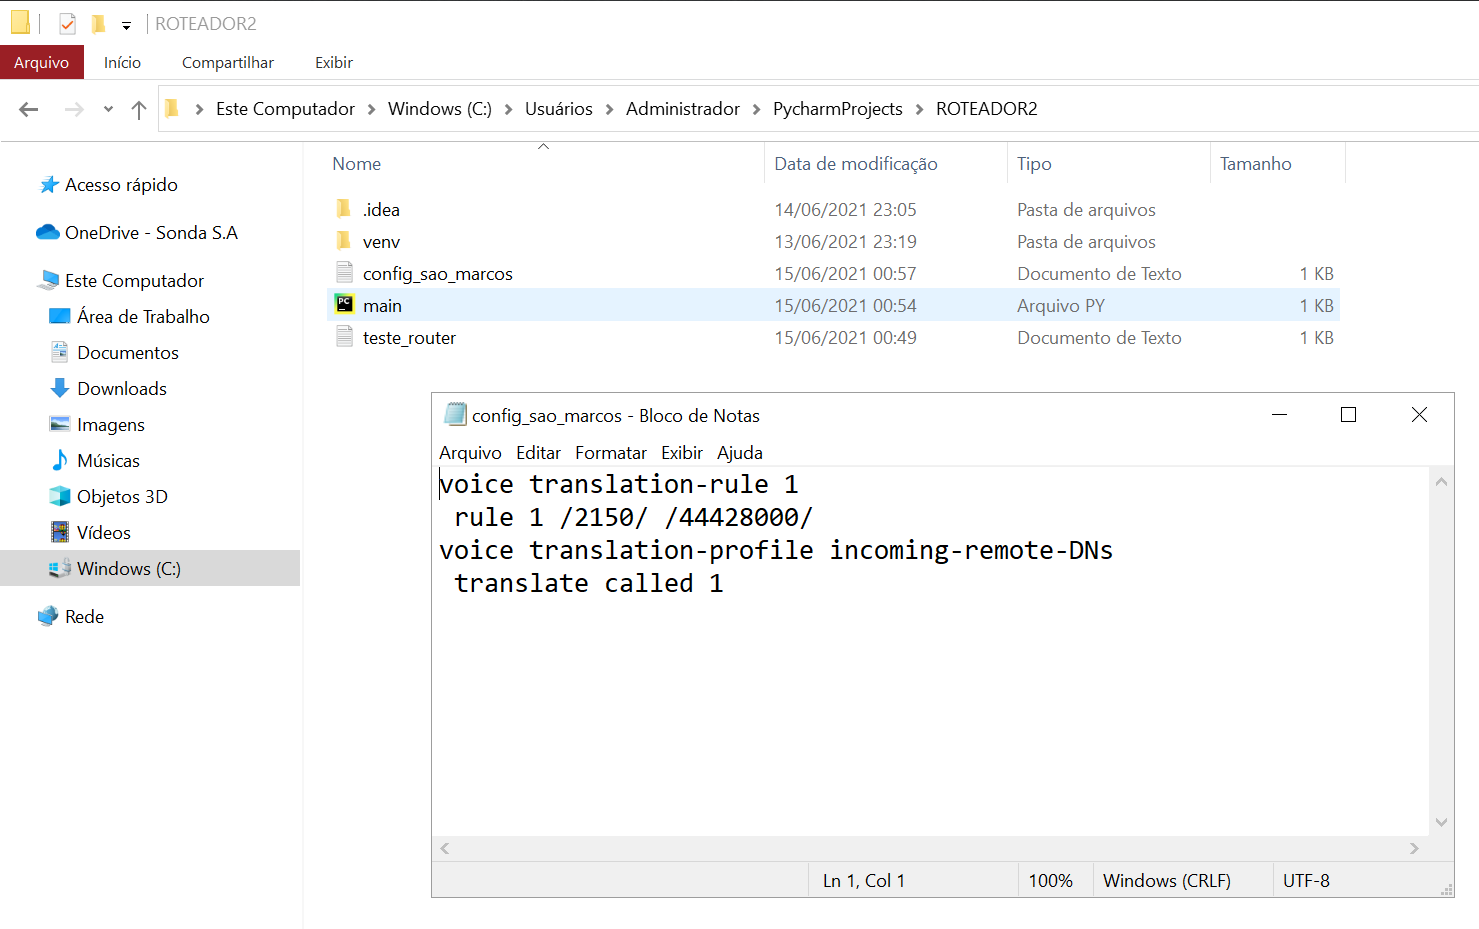 ROTEADOR2
Arquivo Início Compartilhar Exibir
Este Computador Windows (C:) Usuários Administrador PycharmProjects ROTEADOR2
Nome Data de modificação Tipo Tamanho
Acesso rápido
OneDrive - Sonda S.A
Este Computador
Área de Trabalho
Documentos
Downloads
Imagens
Músicas
Objetos 3D
Vídeos
Windows (C:)
Rede
.idea 14/06/2021 23:05 Pasta de arquivos
venv 13/06/2021 23:19 Pasta de arquivos
config_sao_marcos 15/06/2021 00:57 Documento de Texto 1 KB
PC main 15/06/2021 00:54 Arquivo PY 1 KB
teste_router 15/06/2021 00:49 Documento de Texto 1 KB
config_sao_marcos - Bloco de Notas
Arquivo Editar Formatar Exibir Ajuda
voice translation-rule 1
 rule 1 /2150/ /44428000/
voice translation-profile incoming-remote-DNs
 translate called 1
Ln 1, Col 1 100% Windows (CRLF) UTF-8